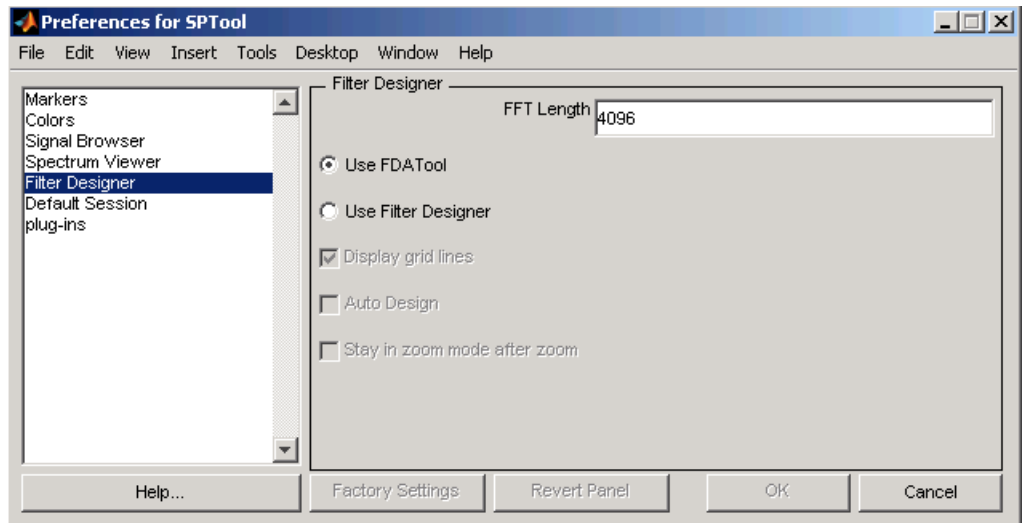 Preferences for SPTool
File Edit View Insert Tools Desktop Window Help
Markers
Colors
Signal Browser
Spectrum Viewer
Filter Designer
Default Session
plug-ins
Filter Designer
FFT Length 4096
Use FDATool
Use Filter Designer
Display grid lines
Auto Design
Stay in zoom mode after zoom
Help... Factory Settings Revert Panel OK Cancel